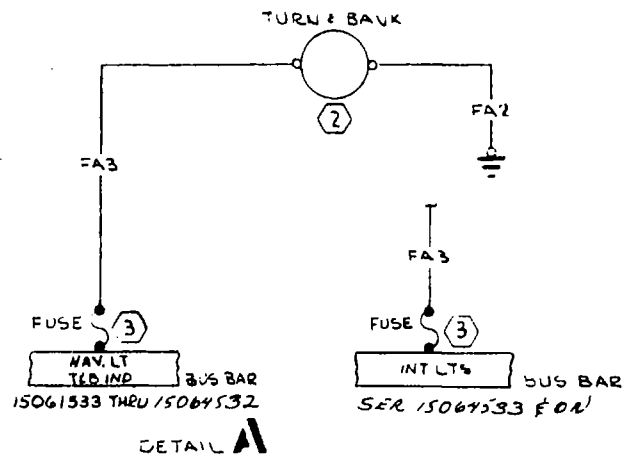 TURN & BANK
2
FA2
FA3
FA3
FUSE 3
FUSE 3
NAV. LT
T&B IND
BUS BAR
INT LTS
BUS BAR
15061533 THRU 15064532
SER 15064533 & ON
DETAIL A